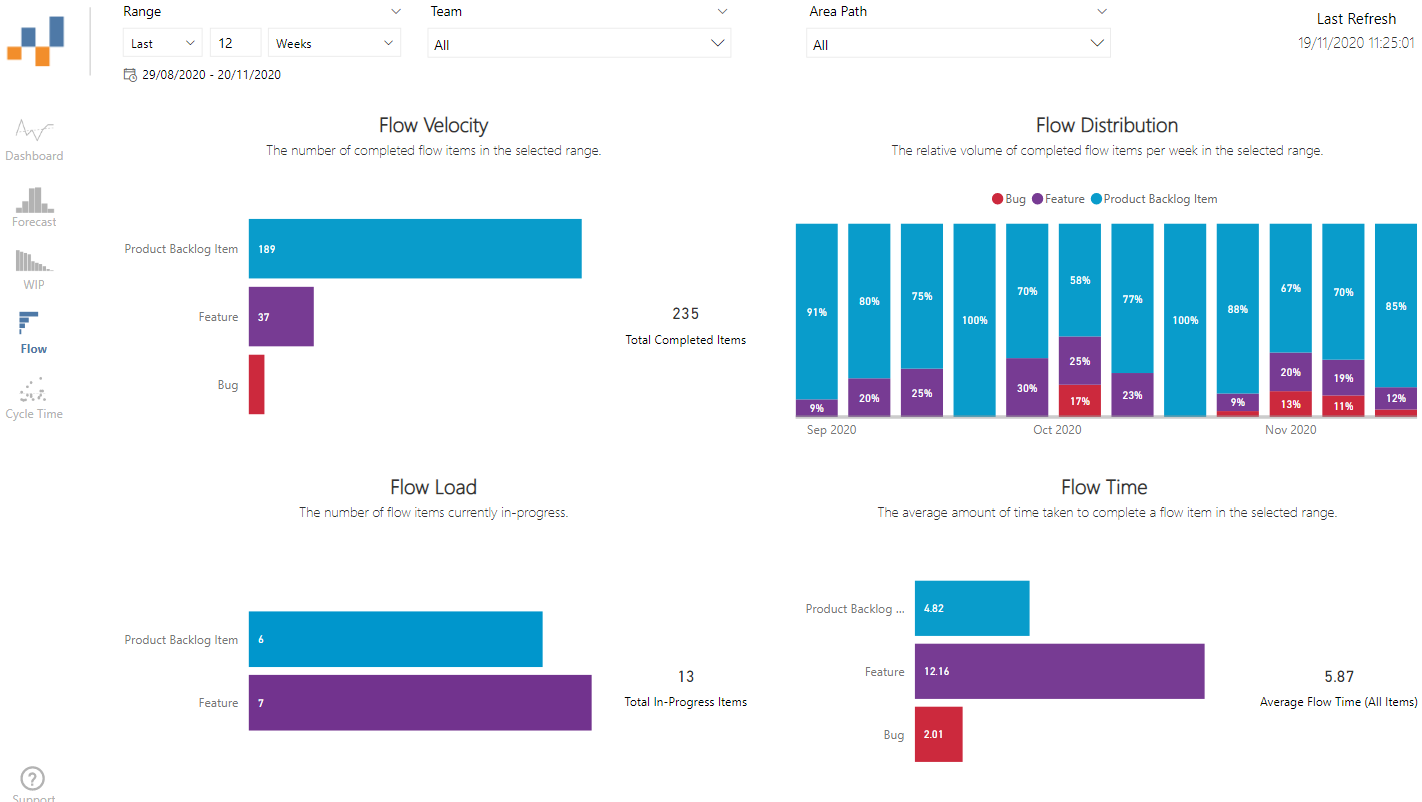 Range
Team
Area Path
Last Refresh
Last 12 Weeks
All
All
19/11/2020 11:25:01
29/08/2020 - 20/11/2020
Dashboard
Forecast
WIP
Flow
Cycle Time
Support
Flow Velocity
The number of completed flow items in the selected range.
Product Backlog Item 189
Feature 37
Bug
235
Total Completed Items
Flow Distribution
The relative volume of completed flow items per week in the selected range.
Bug Feature Product Backlog Item
91% 80% 75% 100% 70% 58% 77% 100% 88% 67% 70% 85%
9% 20% 25% 30% 25% 23% 9% 20% 19% 12%
17% 13% 11%
Sep 2020 Oct 2020 Nov 2020
Flow Load
The number of flow items currently in-progress.
Product Backlog Item 6
Feature 7
13
Total In-Progress Items
Flow Time
The average amount of time taken to complete a flow item in the selected range.
Product Backlog ... 4.82
Feature 12.16
Bug 2.01
5.87
Average Flow Time (All Items)